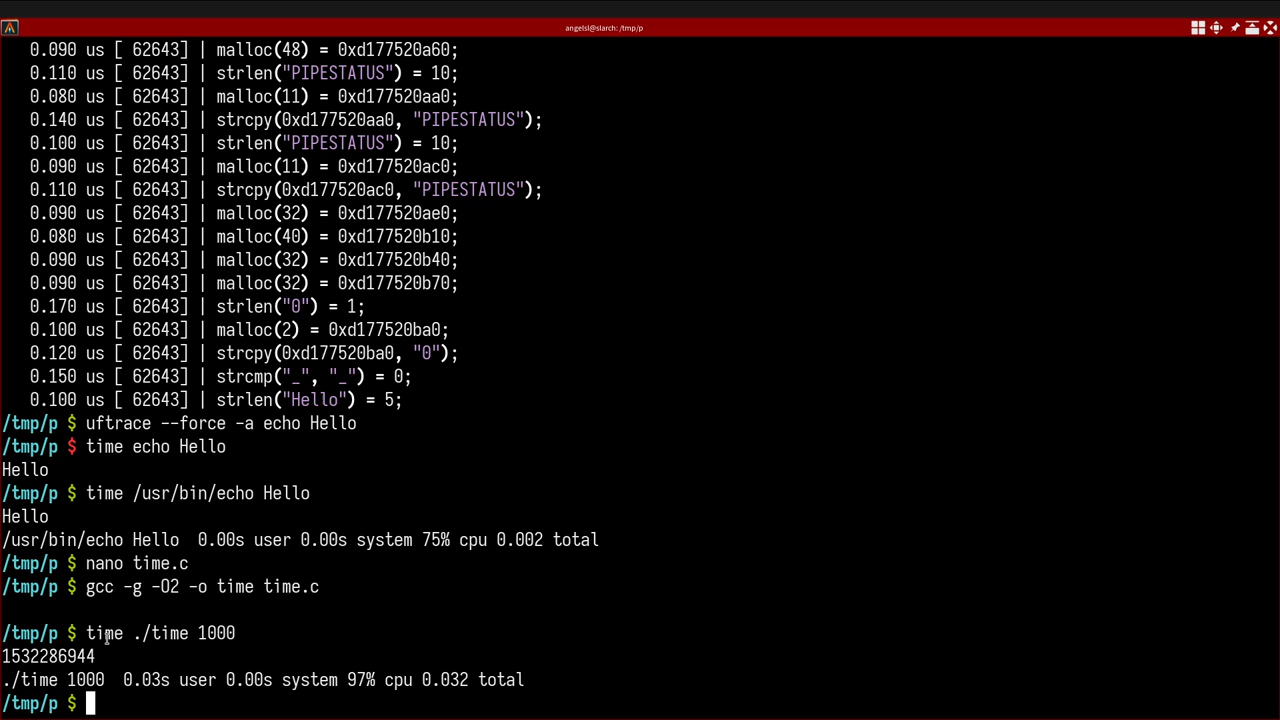 angelsl@slarch: /tmp/p
0.090 us [ 62643] | malloc(48) = 0xd177520a60;
0.110 us [ 62643] | strlen("PIPESTATUS") = 10;
0.080 us [ 62643] | malloc(11) = 0xd177520aa0;
0.140 us [ 62643] | strcpy(0xd177520aa0, "PIPESTATUS");
0.100 us [ 62643] | strlen("PIPESTATUS") = 10;
0.090 us [ 62643] | malloc(11) = 0xd177520ac0;
0.110 us [ 62643] | strcpy(0xd177520ac0, "PIPESTATUS");
0.090 us [ 62643] | malloc(32) = 0xd177520ae0;
0.080 us [ 62643] | malloc(40) = 0xd177520b10;
0.090 us [ 62643] | malloc(32) = 0xd177520b40;
0.090 us [ 62643] | malloc(32) = 0xd177520b70;
0.170 us [ 62643] | strlen("0") = 1;
0.100 us [ 62643] | malloc(2) = 0xd177520ba0;
0.120 us [ 62643] | strcpy(0xd177520ba0, "0");
0.150 us [ 62643] | strcmp("_", "_") = 0;
0.100 us [ 62643] | strlen("Hello") = 5;
/tmp/p $ uftrace --force -a echo Hello
/tmp/p $ time echo Hello
Hello
/tmp/p $ time /usr/bin/echo Hello
Hello
/usr/bin/echo Hello  0.00s user 0.00s system 75% cpu 0.002 total
/tmp/p $ nano time.c
/tmp/p $ gcc -g -O2 -o time time.c
/tmp/p $ time ./time 1000
1532286944
./time 1000  0.03s user 0.00s system 97% cpu 0.032 total
/tmp/p $